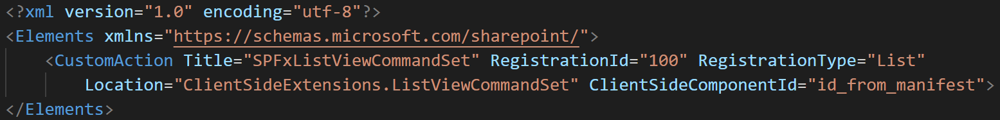 <?xml version="1.0" encoding="utf-8"?>
<Elements xmlns="https://schemas.microsoft.com/sharepoint/">
<CustomAction Title="SPFxListViewCommandSet" RegistrationId="100" RegistrationType="List"
Location="ClientSideExtensions.ListViewCommandSet" ClientSideComponentId="id_from_manifest">
</Elements>